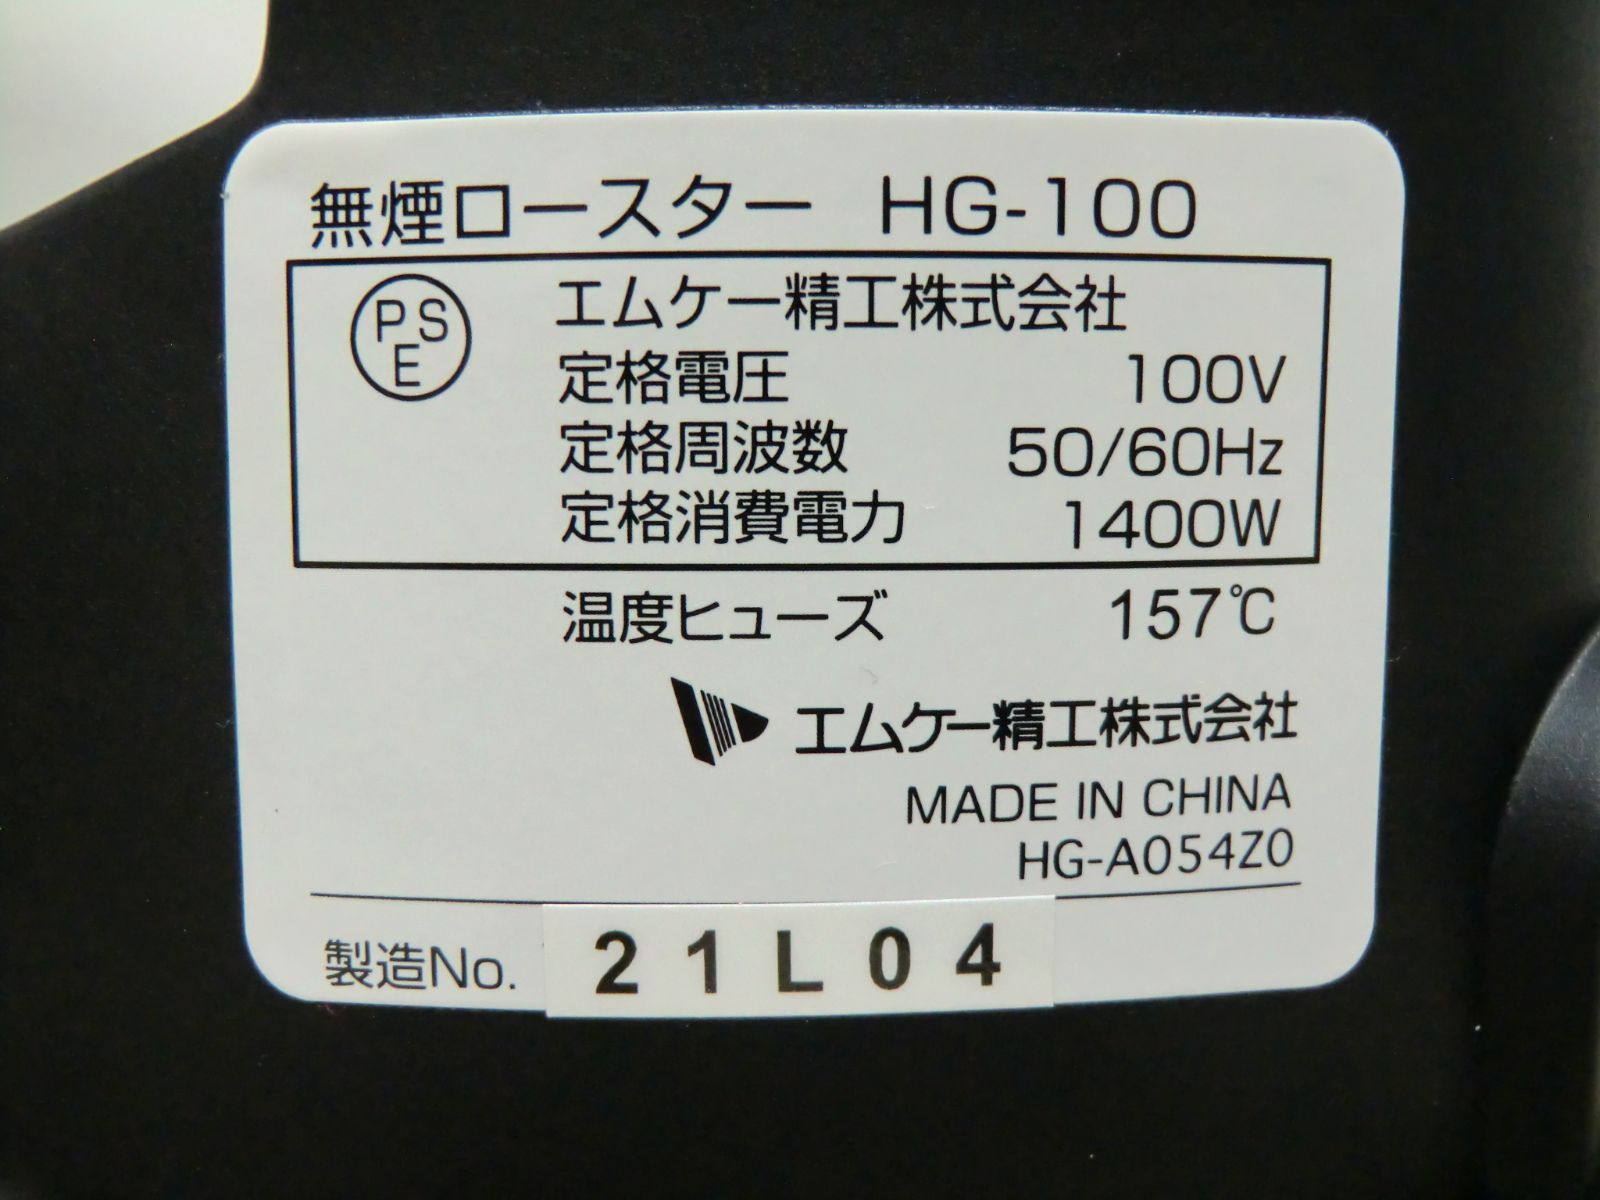 無煙ロースター HG-100
PSE
エムケー精工株式会社
定格電圧 100V
定格周波数 50/60Hz
定格消費電力 1400W
温度ヒューズ 157℃
エムケー精工株式会社
MADE IN CHINA
HG-A054Z0
製造No. 21L04